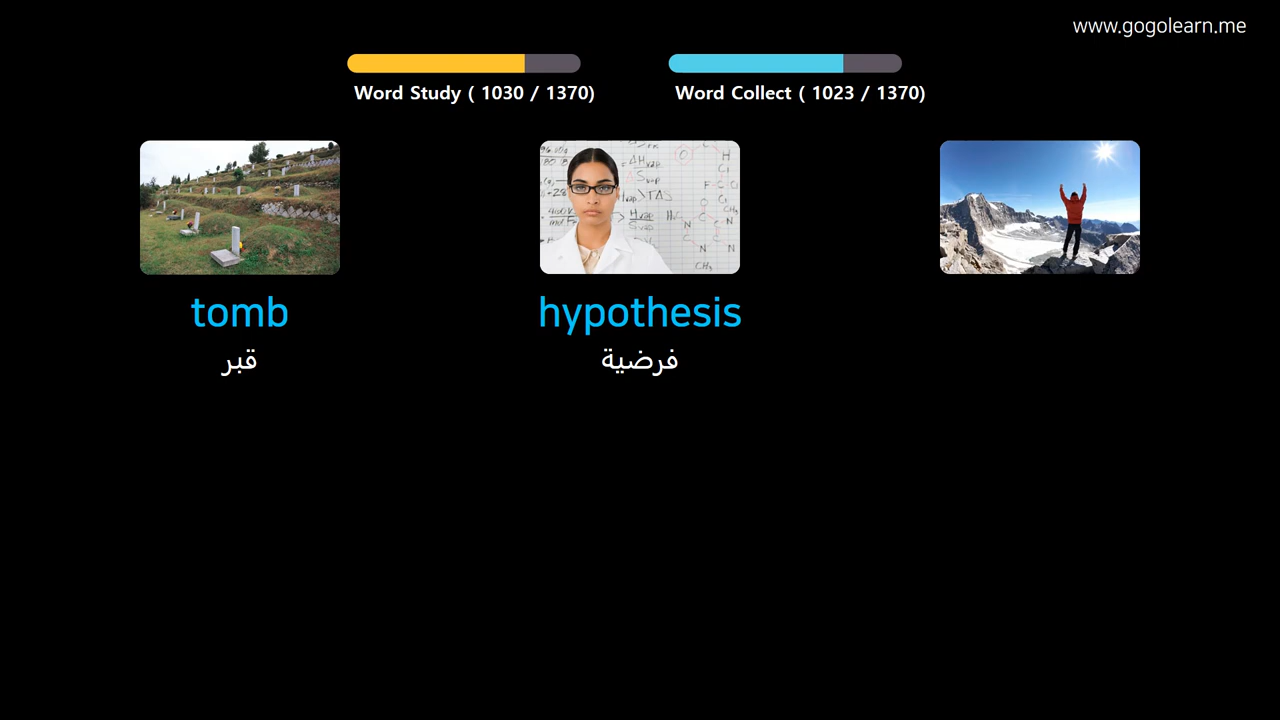 www.gogolearn.me
Word Study ( 1030 / 1370)
Word Collect ( 1023 / 1370)
tomb
قبر
hypothesis
فرضية